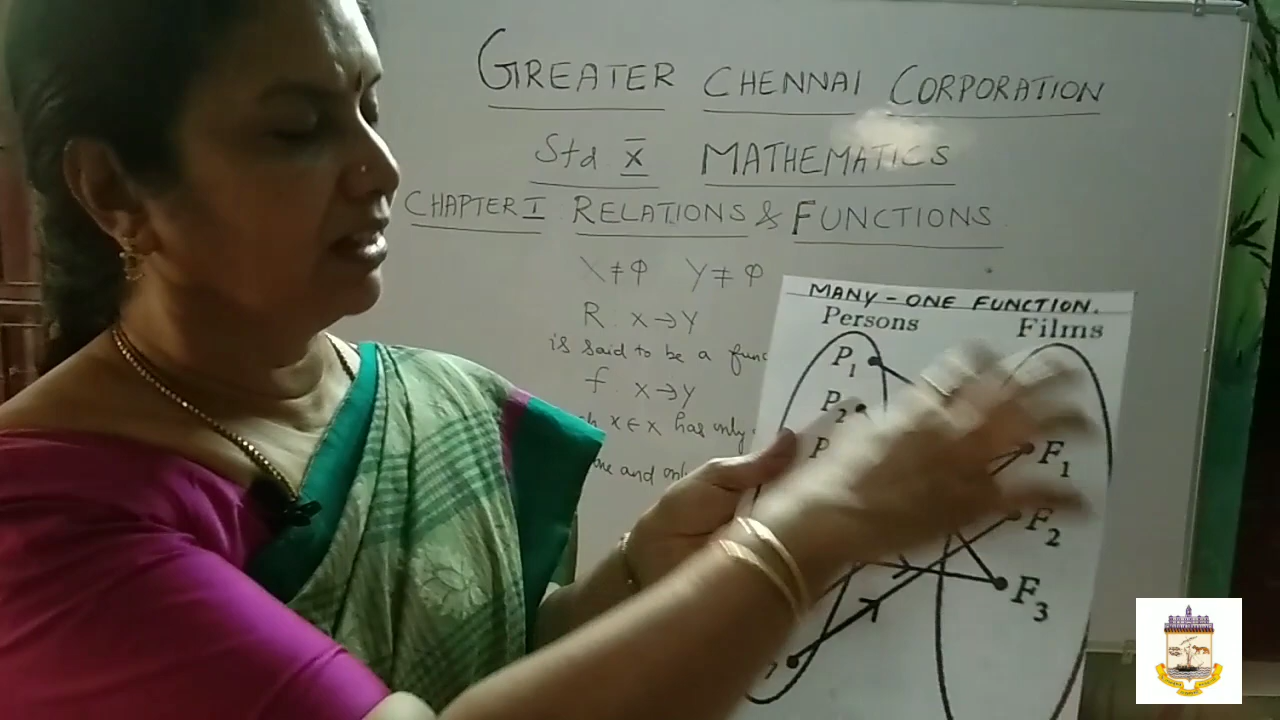 GREATER CHENNAI CORPORATION
Std X MATHEMATICS
CHAPTER I RELATIONS & FUNCTIONS
X ≠ φ Y ≠ φ
R X → Y
is said to be a func
f X → Y
x ∈ X has only
one and only
MANY - ONE FUNCTION.
Persons Films
P1
P2
P
F1
F2
F3